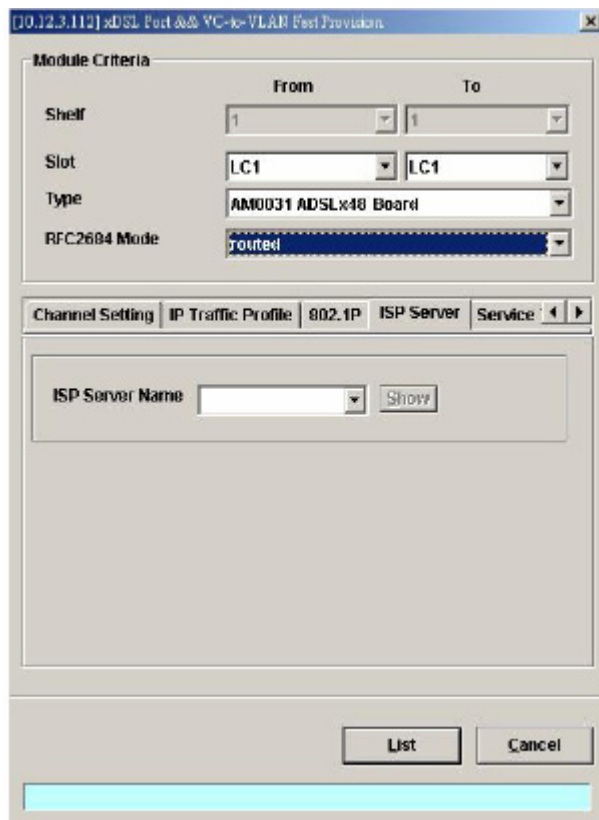 [10.12.3.112] xDSL Port && VC-to-VLAN Fast Provision
Module Criteria
From To
Shelf 1 1
Slot LC1 LC1
Type AM0031 ADSLx48 Board
RFC2684 Mode routed
Channel Setting IP Traffic Profile 802.1P ISP Server Service
ISP Server Name Show
List Cancel